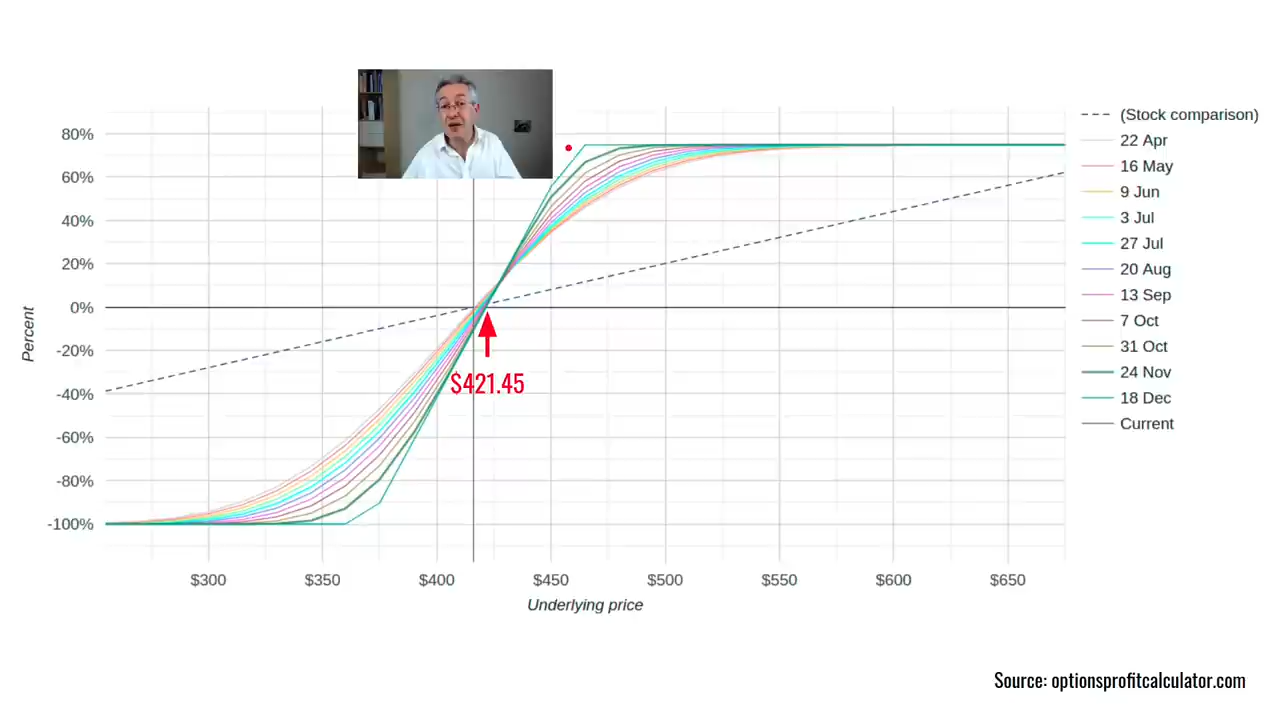 80%
60%
40%
20%
0%
-20%
-40%
-60%
-80%
-100%
Percent
$421.45
$300 $350 $400 $450 $500 $550 $600 $650
Underlying price
(Stock comparison)
22 Apr
16 May
9 Jun
3 Jul
27 Jul
20 Aug
13 Sep
7 Oct
31 Oct
24 Nov
18 Dec
Current
Source: optionsprofitcalculator.com